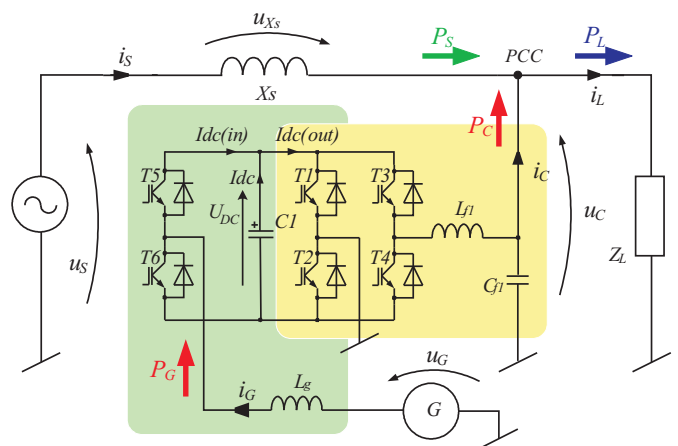 u_Xs
P_S
P_L
i_S
PCC
Xs
i_L
Idc(in)
Idc(out)
P_C
T5
T1
T3
i_C
Idc
U_DC
C1
+
L_f1
u_C
u_S
T6
T2
T4
C_f1
Z_L
P_G
u_G
i_G
L_g
G